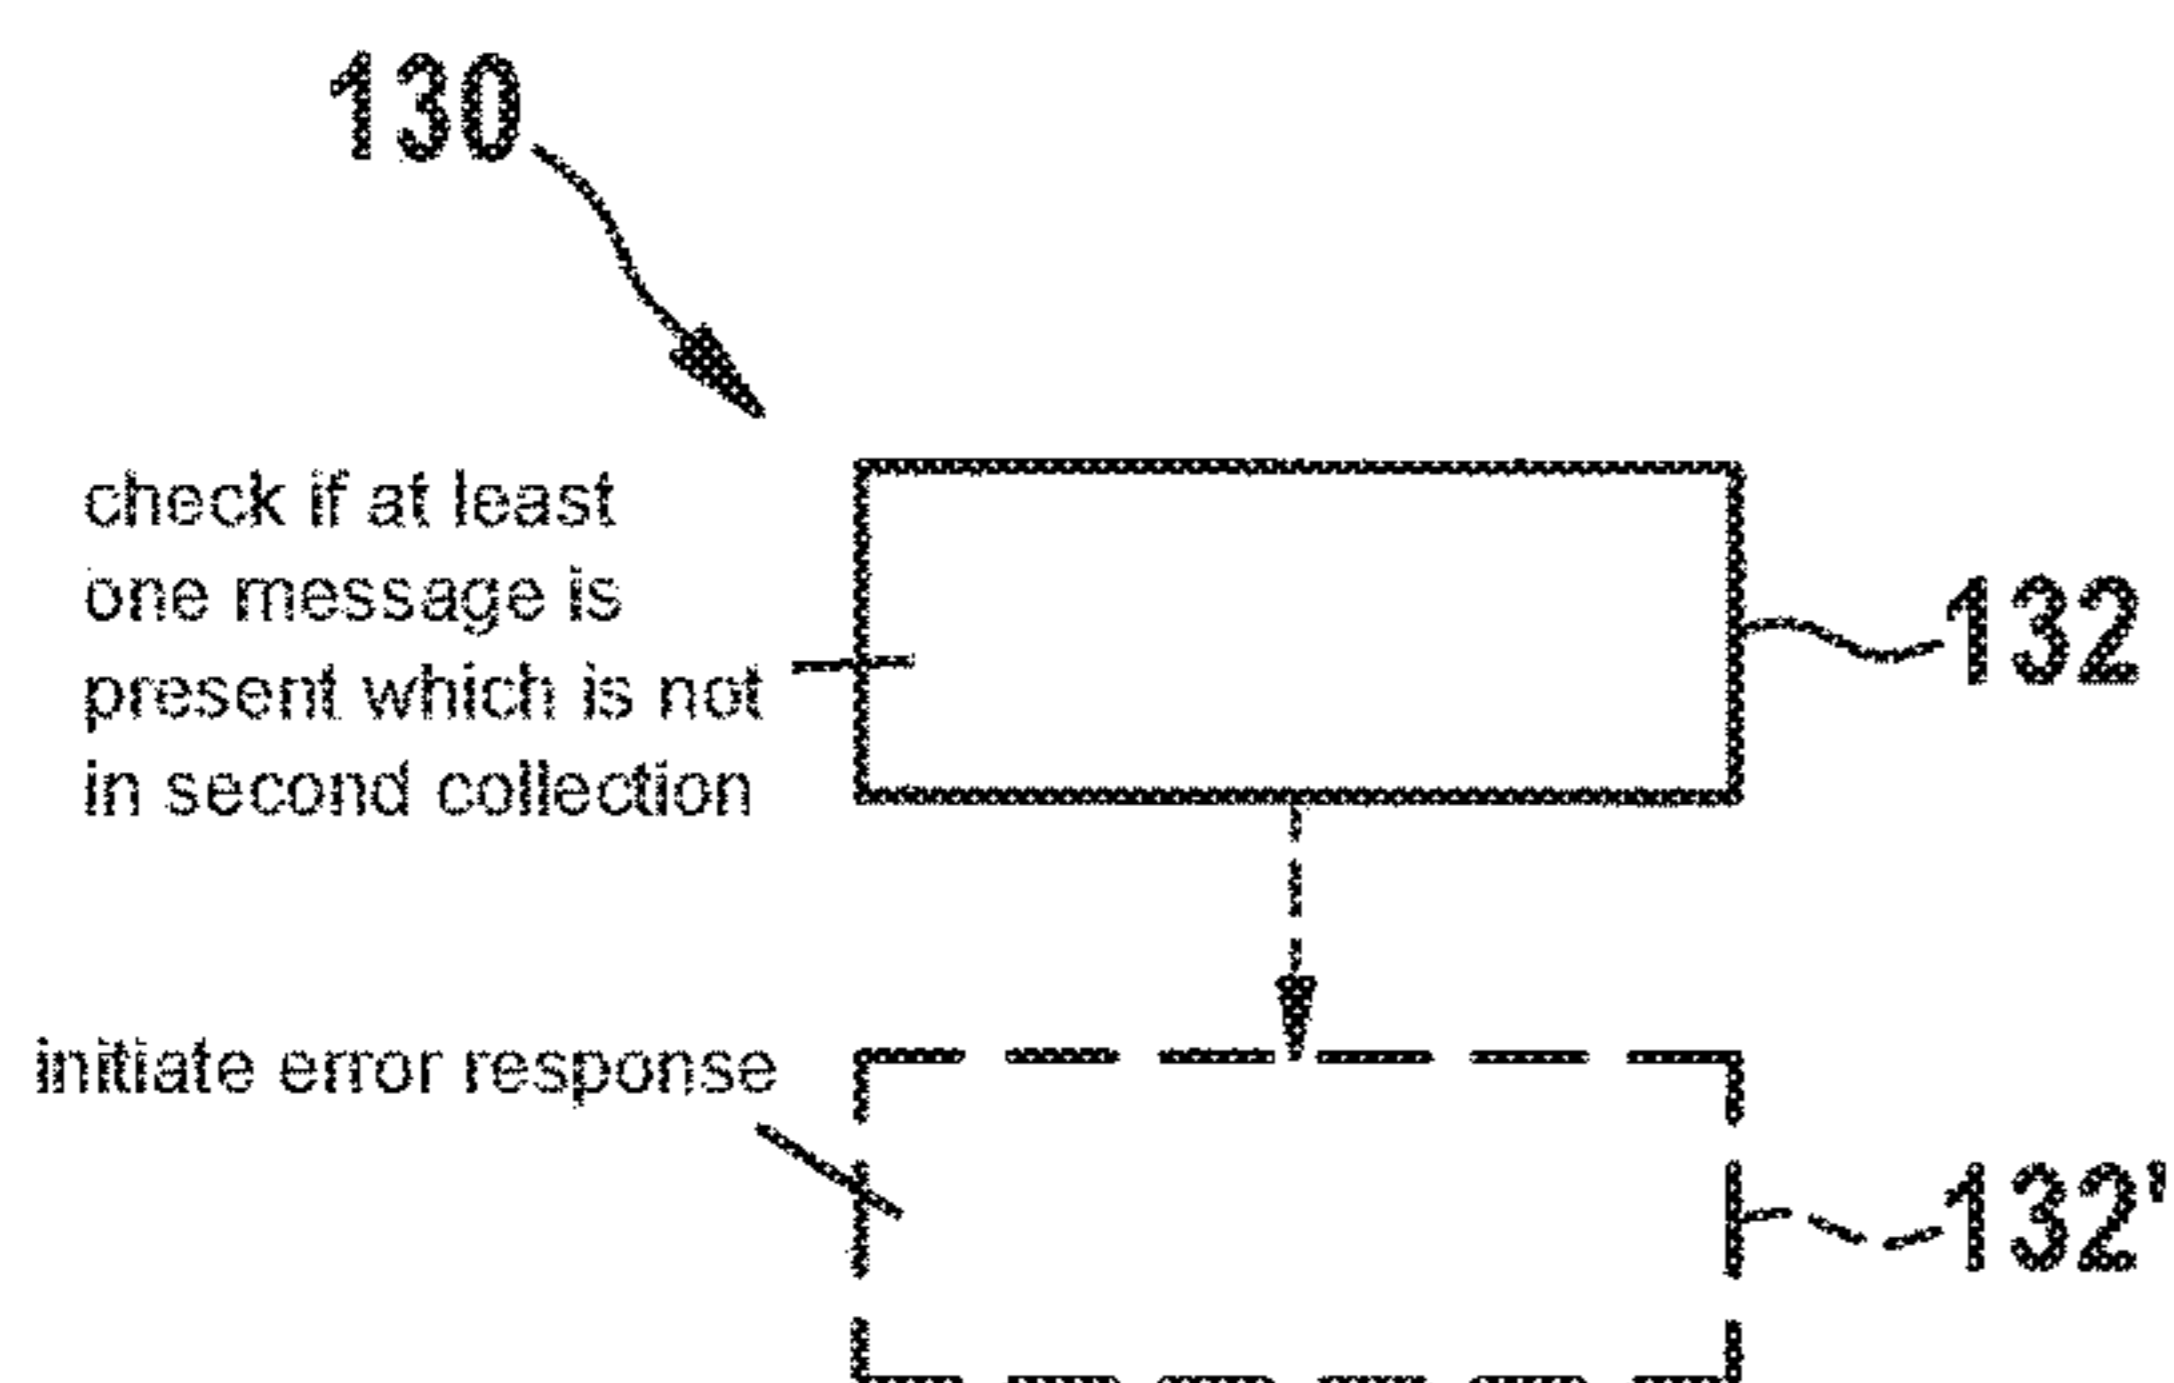 130
check if at least
one message is
present which is not
in second collection
132
initiate error response
132'